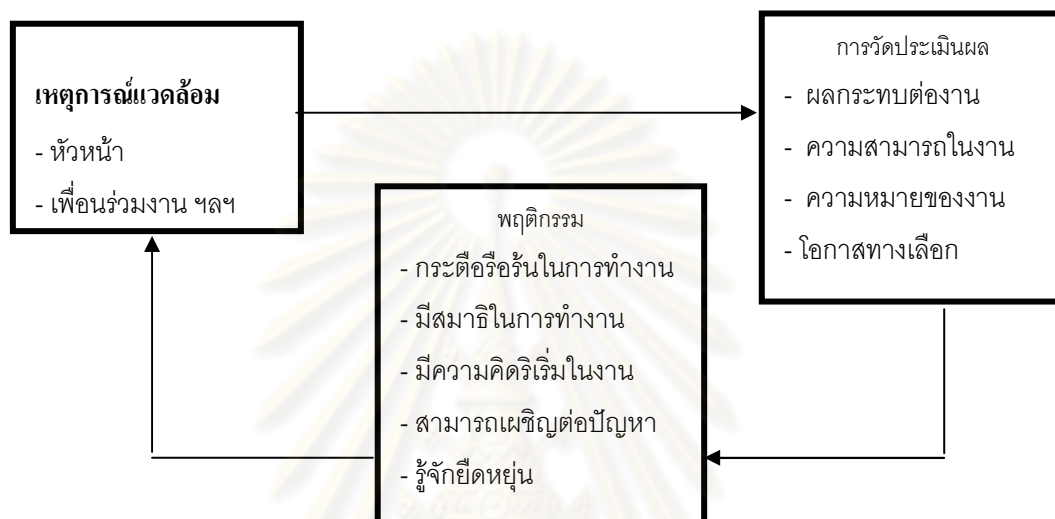 เหตุการณ์แวดล้อม
- หัวหน้า
- เพื่อนร่วมงาน ฯลฯ
การวัดประเมินผล
- ผลกระทบต่องาน
- ความสามารถในงาน
- ความหมายของงาน
- โอกาสทางเลือก
พฤติกรรม
- กระตือรือร้นในการทำงาน
- มีสมาธิในการทำงาน
- มีความคิดริเริ่มในงาน
- สามารถเผชิญต่อปัญหา
- รู้จักยืดหยุ่น